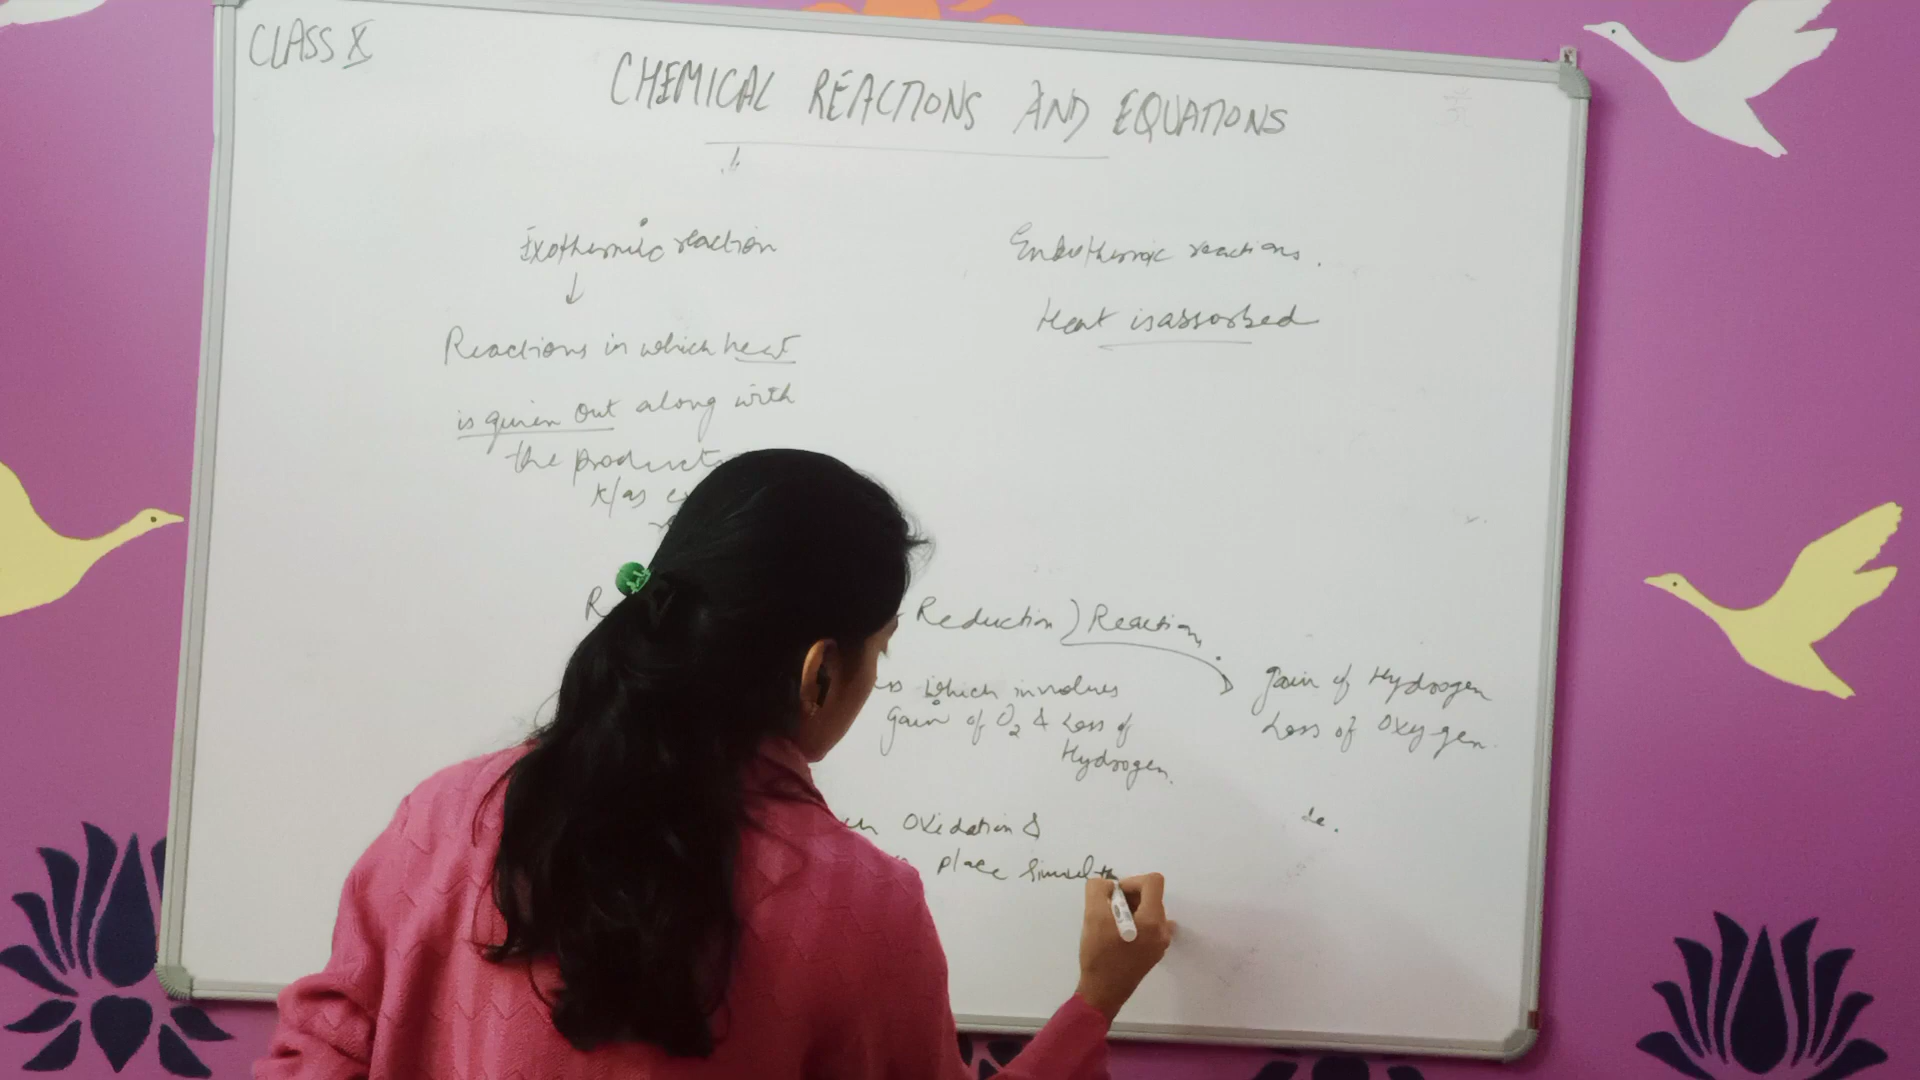 CLASS X
CHEMICAL REACTIONS AND EQUATIONS
Exothermic reaction
Endothermic reactions.
Heat is assorbed
Reactions in which heat
is given out along with
the product
k/as
Reduction) Reaction
which involves
gain of O2 & Loss of
Hydrogen.
gain of Hydrogen
Loss of Oxygen.
Oxidation &
place simult